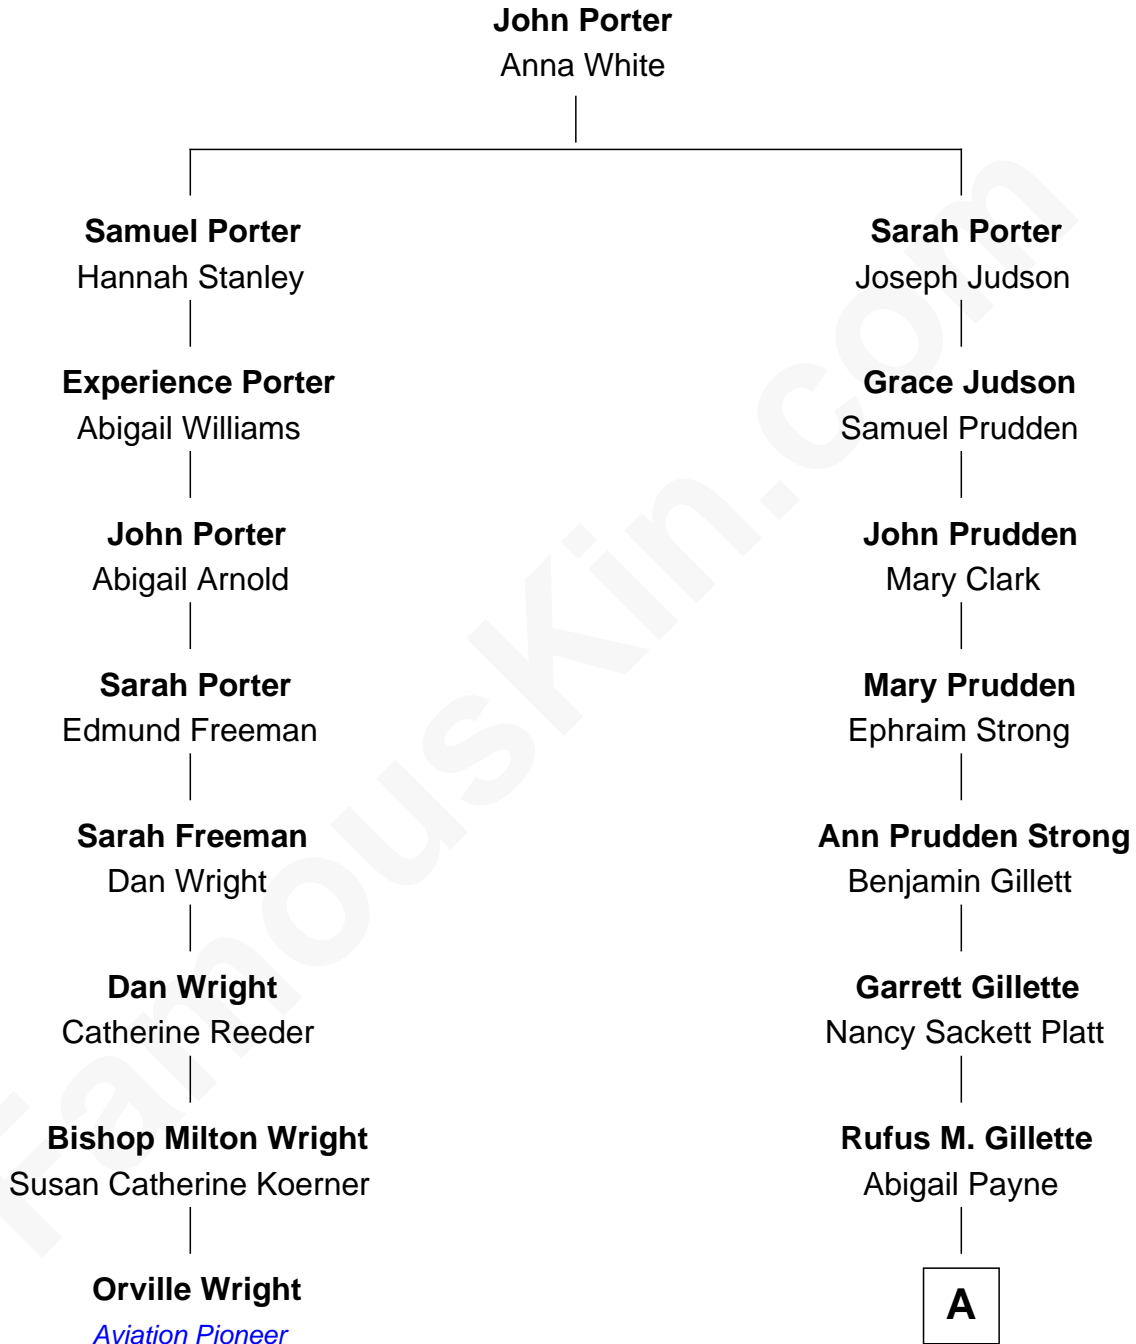 John Porter
Anna White
Samuel Porter
Hannah Stanley
Sarah Porter
Joseph Judson
Experience Porter
Abigail Williams
Grace Judson
Samuel Prudden
John Porter
Abigail Arnold
John Prudden
Mary Clark
Sarah Porter
Edmund Freeman
Mary Prudden
Ephraim Strong
Sarah Freeman
Dan Wright
Ann Prudden Strong
Benjamin Gillett
Dan Wright
Catherine Reeder
Garrett Gillette
Nancy Sackett Platt
Bishop Milton Wright
Susan Catherine Koerner
Rufus M. Gillette
Abigail Payne
Orville Wright
Aviation Pioneer
A
FamousKin.com